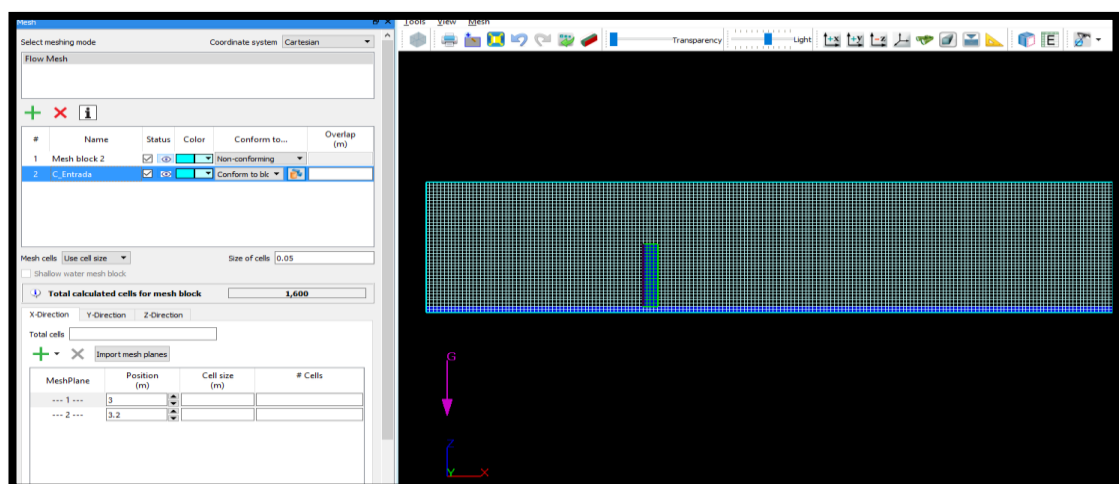 Mesh
Tools View Mesh
Select meshing mode Coordinate system Cartesian
Transparency Light +x +y -z E
Flow Mesh
i
# Name Status Color Conform to... Overlap (m)
1 Mesh block 2 Non-conforming
2 C_Entrada Conform to blc
Mesh cells Use cell size Size of cells 0.05
Shallow water mesh block
Total calculated cells for mesh block 1,600
X-Direction Y-Direction Z-Direction
Total cells
Import mesh planes
MeshPlane Position (m) Cell size (m) # Cells
--- 1 --- 3
--- 2 --- 3.2
G
Z
Y X